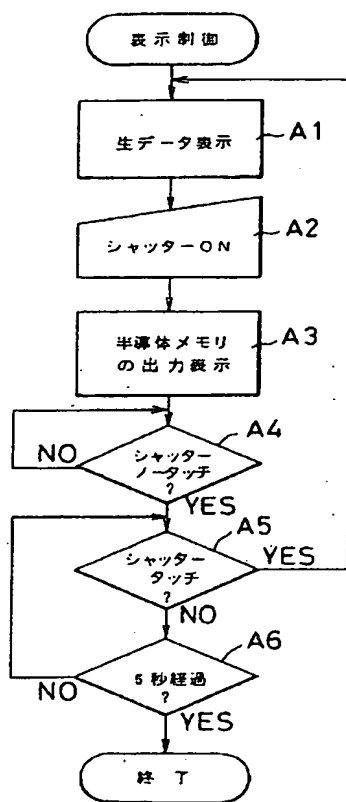 表示制御
生データ表示
A1
シャッターON
A2
半導体メモリ
の出力表示
A3
シャッター
ノータッチ
?
A4
NO
YES
シャッター
タッチ
?
A5
YES
NO
5秒経過
?
A6
NO
YES
終了